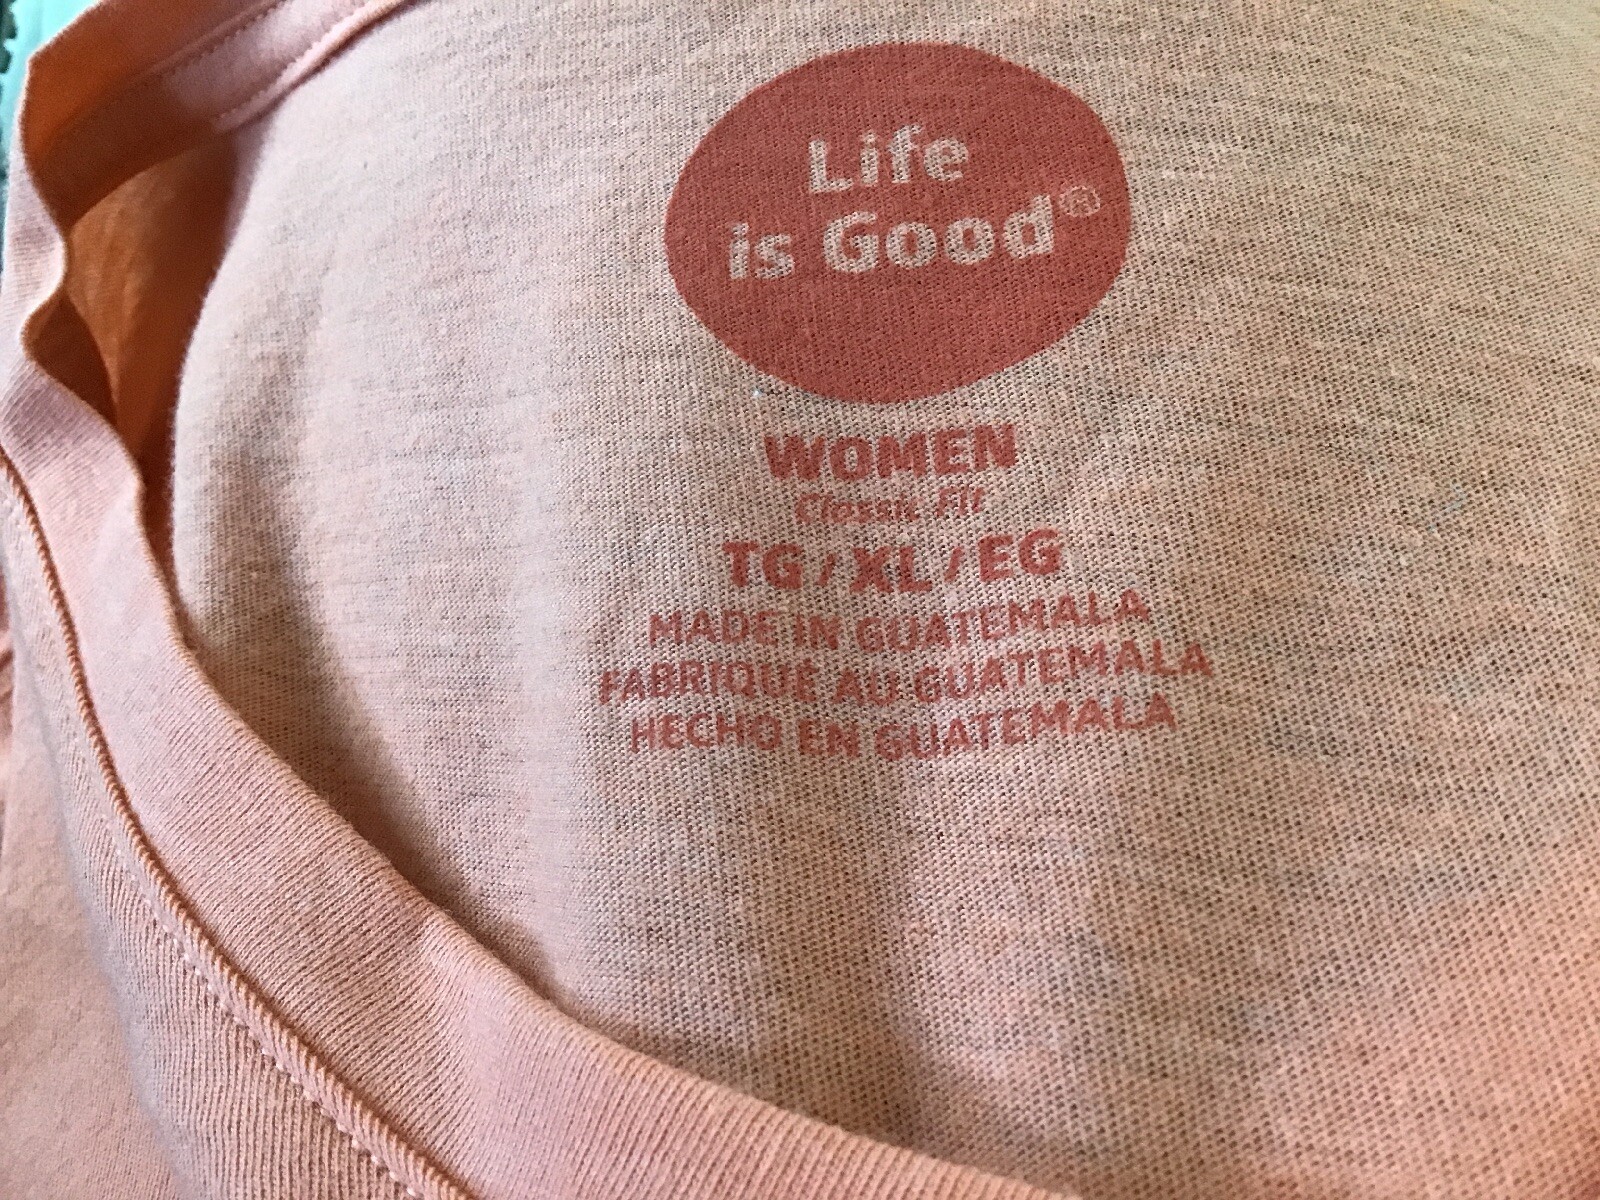 Life
is Good®
WOMEN
Classic Fit
TG/XL/EG
MADE IN GUATEMALA
FABRIQUÉ AU GUATEMALA
HECHO EN GUATEMALA